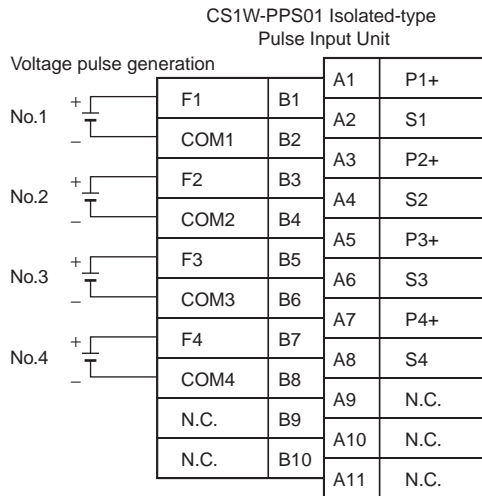 CS1W-PPS01 Isolated-type
Pulse Input Unit
Voltage pulse generation
A1 P1+
No.1 + F1 B1
A2 S1
− COM1 B2
A3 P2+
No.2 + F2 B3
A4 S2
− COM2 B4
A5 P3+
No.3 + F3 B5
A6 S3
− COM3 B6
A7 P4+
No.4 + F4 B7
A8 S4
− COM4 B8
A9 N.C.
N.C. B9
A10 N.C.
N.C. B10
A11 N.C.